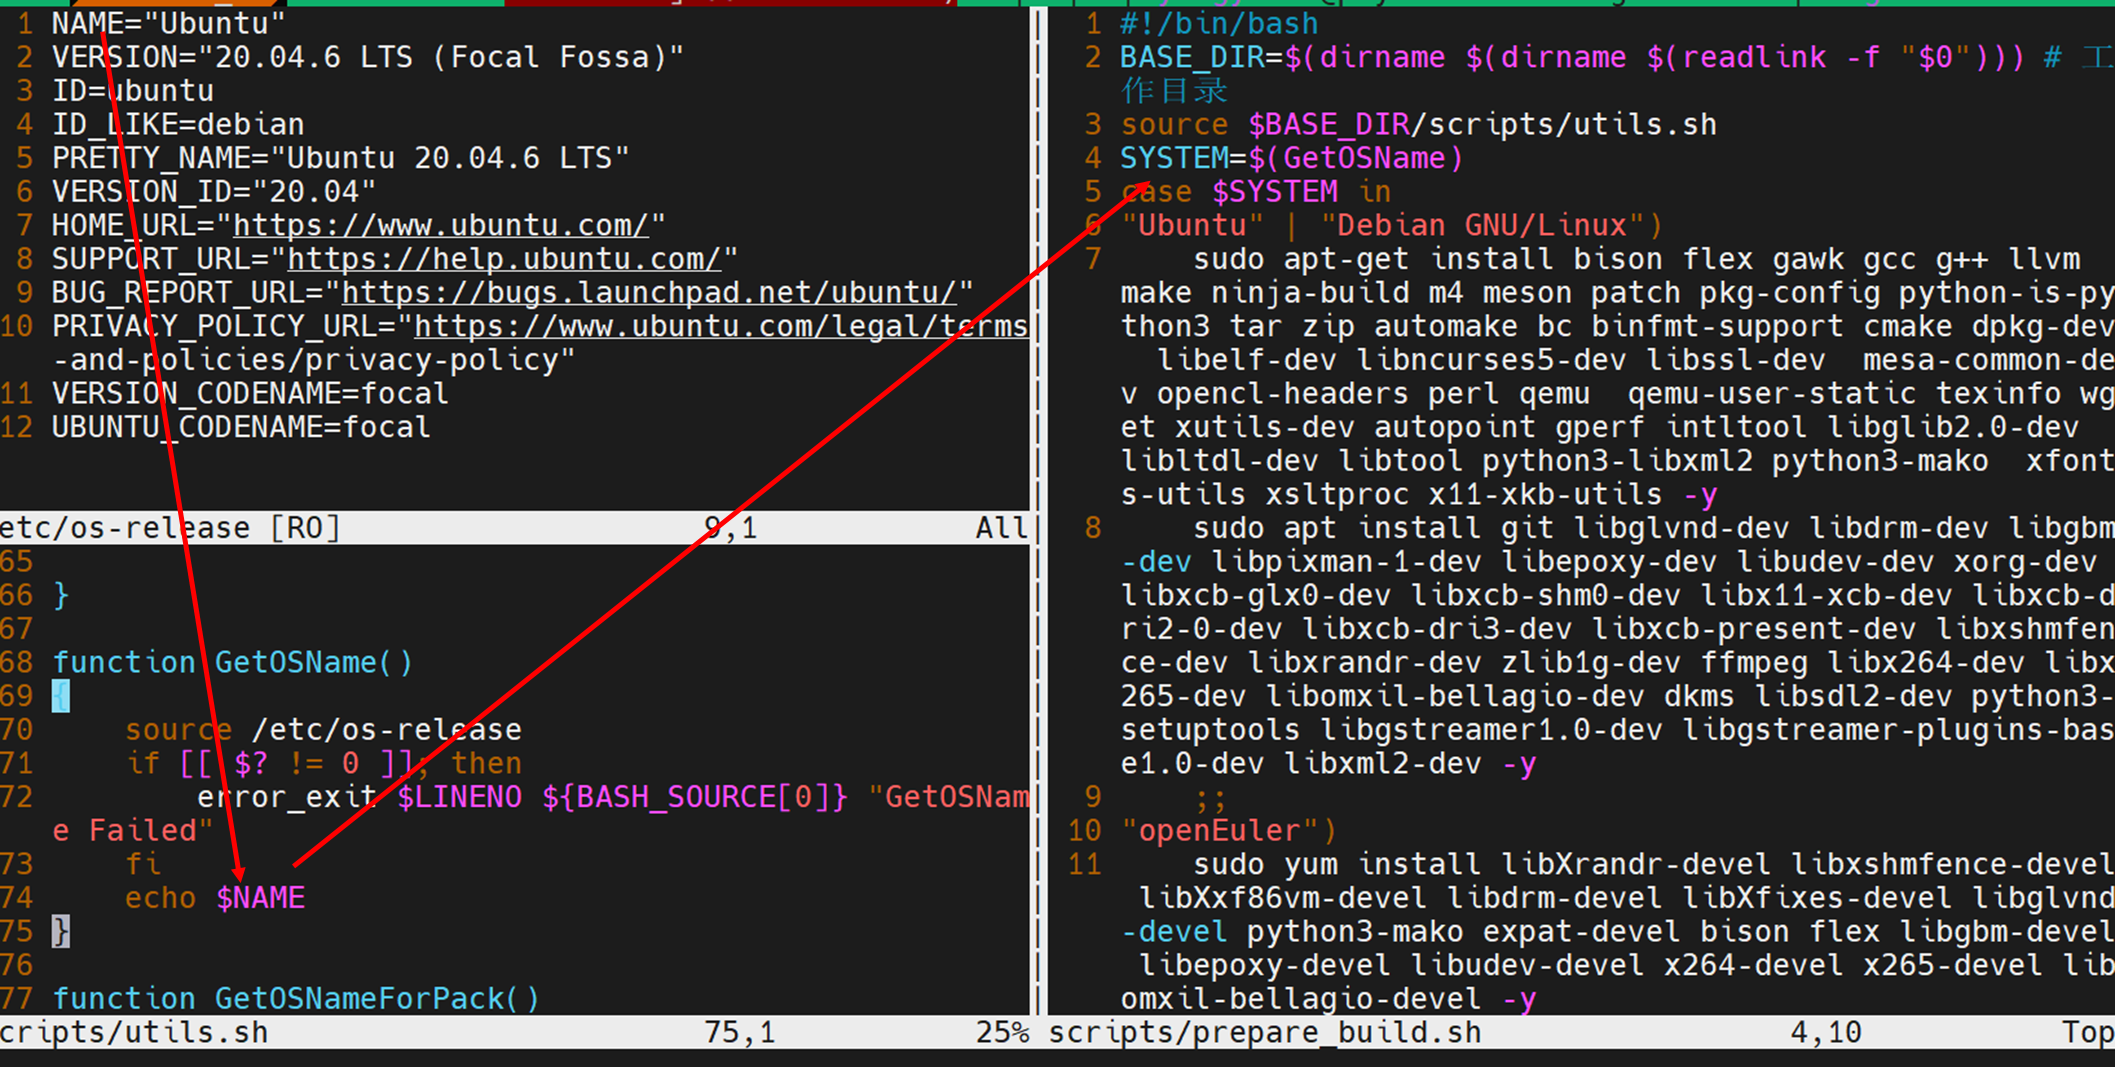 1 NAME="Ubuntu"
2 VERSION="20.04.6 LTS (Focal Fossa)"
3 ID=ubuntu
4 ID_LIKE=debian
5 PRETTY_NAME="Ubuntu 20.04.6 LTS"
6 VERSION_ID="20.04"
7 HOME_URL="https://www.ubuntu.com/"
8 SUPPORT_URL="https://help.ubuntu.com/"
9 BUG_REPORT_URL="https://bugs.launchpad.net/ubuntu/"
10 PRIVACY_POLICY_URL="https://www.ubuntu.com/legal/terms
-and-policies/privacy-policy"
11 VERSION_CODENAME=focal
12 UBUNTU_CODENAME=focal
etc/os-release [RO] 9,1 All
65
66 }
67
68 function GetOSName()
69 {
70 source /etc/os-release
71 if [[ $? != 0 ]]; then
72 error_exit $LINENO ${BASH_SOURCE[0]} "GetOSNam
e Failed"
73 fi
74 echo $NAME
75 }
76
77 function GetOSNameForPack()
cripts/utils.sh 75,1 25%
1 #!/bin/bash
2 BASE_DIR=$(dirname $(dirname $(readlink -f "$0"))) # 工
作目录
3 source $BASE_DIR/scripts/utils.sh
4 SYSTEM=$(GetOSName)
5 case $SYSTEM in
6 "Ubuntu" | "Debian GNU/Linux")
7 sudo apt-get install bison flex gawk gcc g++ llvm
make ninja-build m4 meson patch pkg-config python-is-py
thon3 tar zip automake bc binfmt-support cmake dpkg-dev
libelf-dev libncurses5-dev libssl-dev mesa-common-de
v opencl-headers perl qemu qemu-user-static texinfo wg
et xutils-dev autopoint gperf intltool libglib2.0-dev
libltdl-dev libtool python3-libxml2 python3-mako xfont
s-utils xsltproc x11-xkb-utils -y
8 sudo apt install git libglvnd-dev libdrm-dev libgbm
-dev libpixman-1-dev libepoxy-dev libudev-dev xorg-dev
libxcb-glx0-dev libxcb-shm0-dev libx11-xcb-dev libxcb-d
ri2-0-dev libxcb-dri3-dev libxcb-present-dev libxshmfen
ce-dev libxrandr-dev zlib1g-dev ffmpeg libx264-dev libx
265-dev libomxil-bellagio-dev dkms libsdl2-dev python3-
setuptools libgstreamer1.0-dev libgstreamer-plugins-bas
e1.0-dev libxml2-dev -y
9 ;;
10 "openEuler")
11 sudo yum install libXrandr-devel libxshmfence-devel
libXxf86vm-devel libdrm-devel libXfixes-devel libglvnd
-devel python3-mako expat-devel bison flex libgbm-devel
libepoxy-devel libudev-devel x264-devel x265-devel lib
omxil-bellagio-devel -y
scripts/prepare_build.sh 4,10 Top